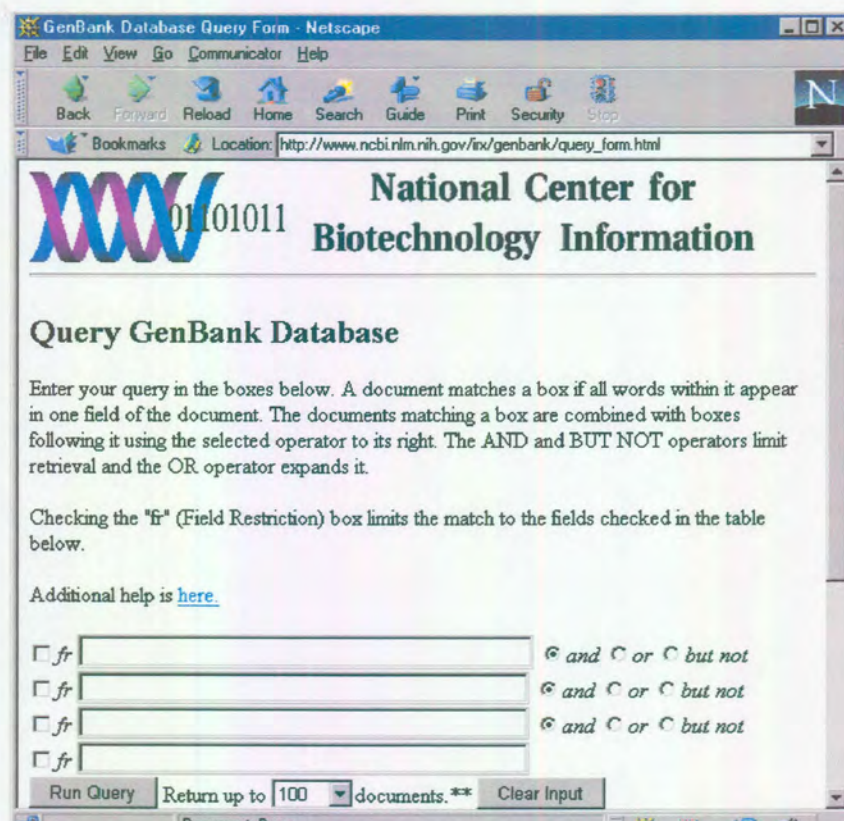 GenBank Database Query Form - Netscape
File Edit View Go Communicator Help
Back Forward Reload Home Search Guide Print Security Stop
N
Bookmarks Location: http://www.ncbi.nlm.nih.gov/irx/genbank/query_form.html
01101011
National Center for
Biotechnology Information
Query GenBank Database
Enter your query in the boxes below. A document matches a box if all words within it appear
in one field of the document. The documents matching a box are combined with boxes
following it using the selected operator to its right. The AND and BUT NOT operators limit
retrieval and the OR operator expands it.
Checking the "fr" (Field Restriction) box limits the match to the fields checked in the table
below.
Additional help is here.
fr and or but not
fr and or but not
fr and or but not
fr
Run Query Return up to 100 documents.** Clear Input